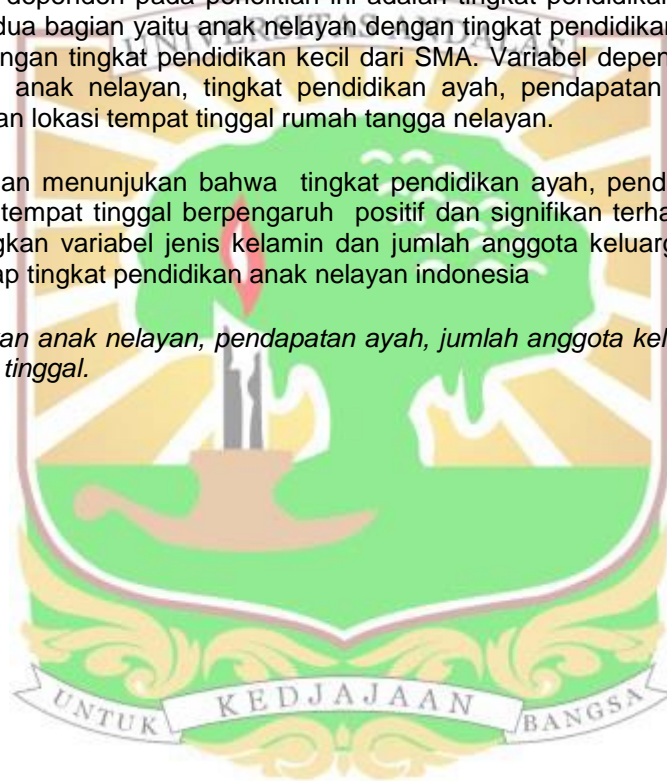 dependen pada penelitian ini adalah tingkat pendidikan
UNIVERSITAS ANDALAS
dua bagian yaitu anak nelayan dengan tingkat pendidikan
ngan tingkat pendidikan kecil dari SMA. Variabel depen
anak nelayan, tingkat pendidikan ayah, pendapatan
an lokasi tempat tinggal rumah tangga nelayan.
an menunjukan bahwa tingkat pendidikan ayah, pend
tempat tinggal berpengaruh positif dan signifikan terha
gkan variabel jenis kelamin dan jumlah anggota keluarg
ap tingkat pendidikan anak nelayan indonesia
an anak nelayan, pendapatan ayah, jumlah anggota kel
tinggal.
UNTUK KEDJAJAAN BANGSA